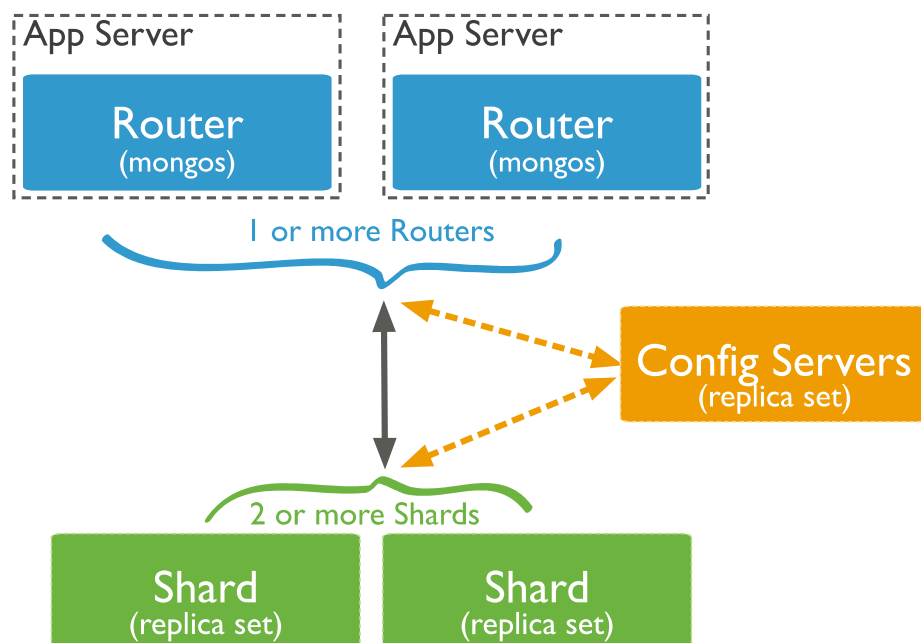 App Server
App Server
Router
(mongos)
Router
(mongos)
1 or more Routers
Config Servers
(replica set)
2 or more Shards
Shard
(replica set)
Shard
(replica set)